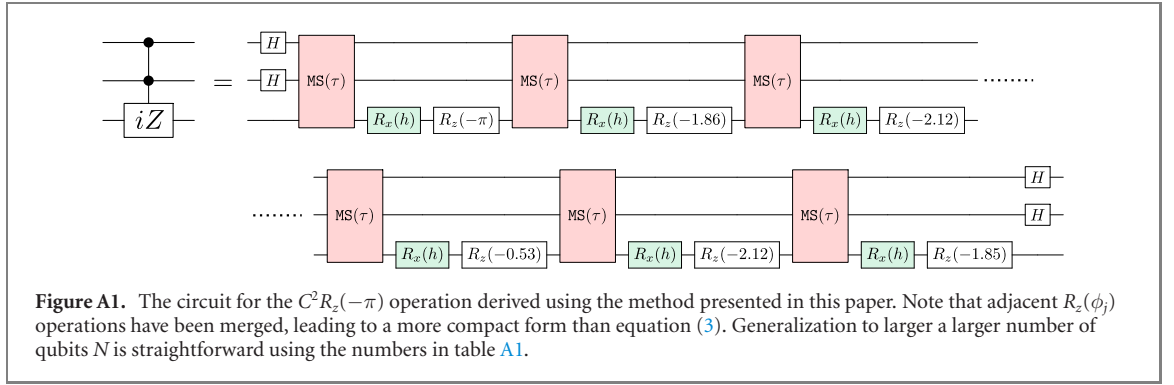 H
H MS(τ) MS(τ) MS(τ) ........
iZ = R_x(h) R_z(−π) R_x(h) R_z(−1.86) R_x(h) R_z(−2.12)
H
........ MS(τ) MS(τ) MS(τ) H
R_x(h) R_z(−0.53) R_x(h) R_z(−2.12) R_x(h) R_z(−1.85)
Figure A1. The circuit for the C²R_z(−π) operation derived using the method presented in this paper. Note that adjacent R_z(ϕ_j)
operations have been merged, leading to a more compact form than equation (3). Generalization to larger a larger number of
qubits N is straightforward using the numbers in table A1.